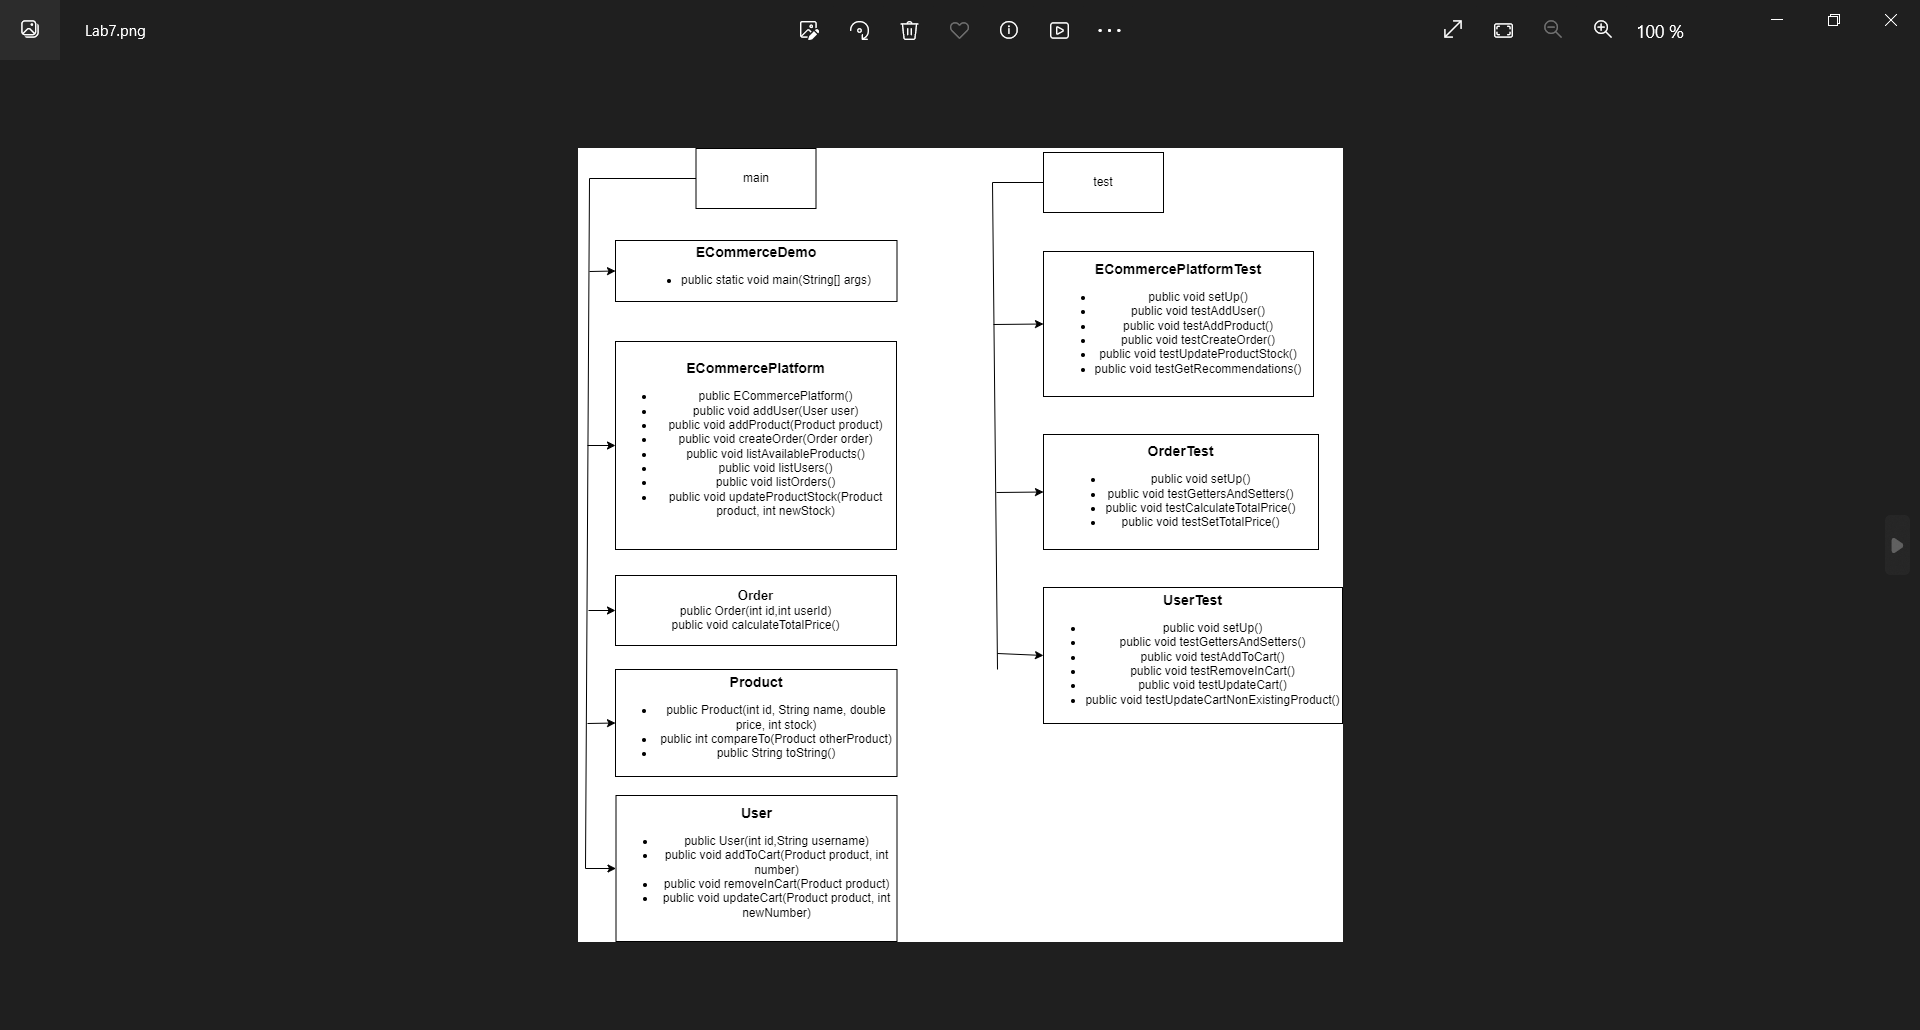 Lab7.png
100 %
main
ECommerceDemo
public static void main(String[] args)
ECommercePlatform
public ECommercePlatform()
public void addUser(User user)
public void addProduct(Product product)
public void createOrder(Order order)
public void listAvailableProducts()
public void listUsers()
public void listOrders()
public void updateProductStock(Product
product, int newStock)
Order
public Order(int id,int userId)
public void calculateTotalPrice()
Product
public Product(int id, String name, double
price, int stock)
public int compareTo(Product otherProduct)
public String toString()
User
public User(int id,String username)
public void addToCart(Product product, int
number)
public void removeInCart(Product product)
public void updateCart(Product product, int
newNumber)
test
ECommercePlatformTest
public void setUp()
public void testAddUser()
public void testAddProduct()
public void testCreateOrder()
public void testUpdateProductStock()
public void testGetRecommendations()
OrderTest
public void setUp()
public void testGettersAndSetters()
public void testCalculateTotalPrice()
public void testSetTotalPrice()
UserTest
public void setUp()
public void testGettersAndSetters()
public void testAddToCart()
public void testRemoveInCart()
public void testUpdateCart()
public void testUpdateCartNonExistingProduct()